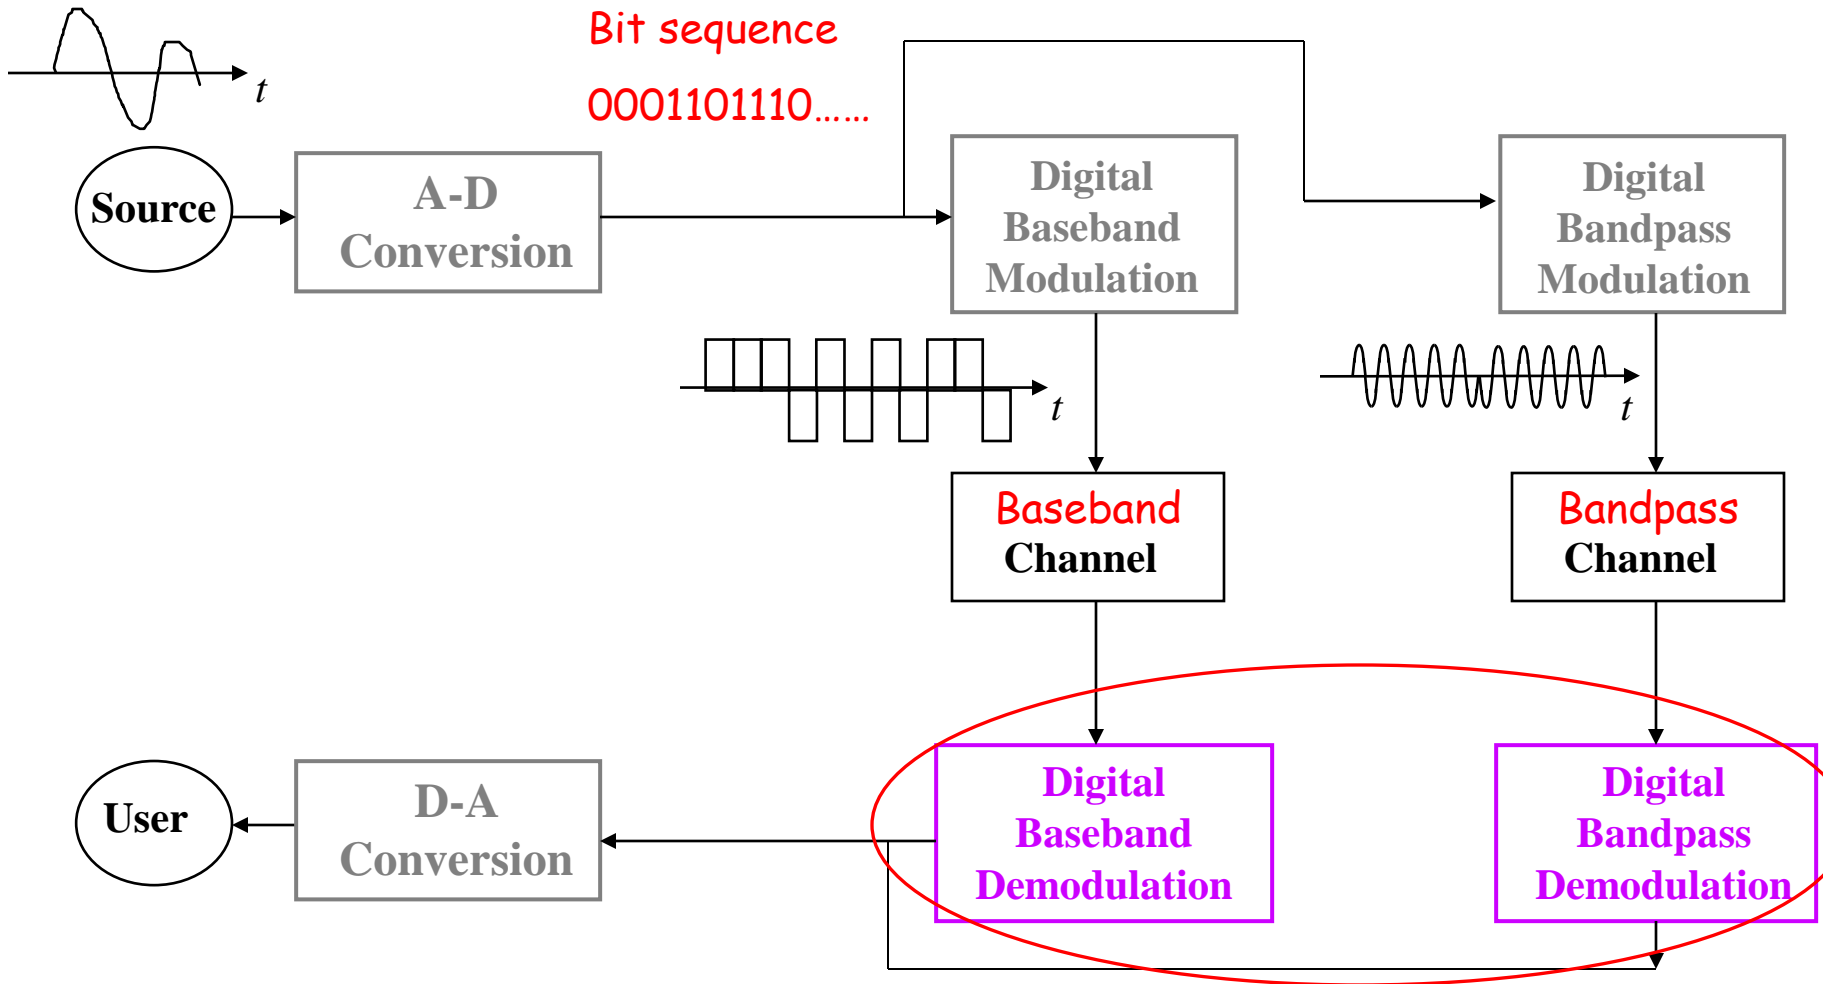 Bit sequence
t
0001101110......
Source
A-D
Conversion
Digital
Baseband
Modulation
Digital
Bandpass
Modulation
t
t
Baseband
Channel
Bandpass
Channel
User
D-A
Conversion
Digital
Baseband
Demodulation
Digital
Bandpass
Demodulation